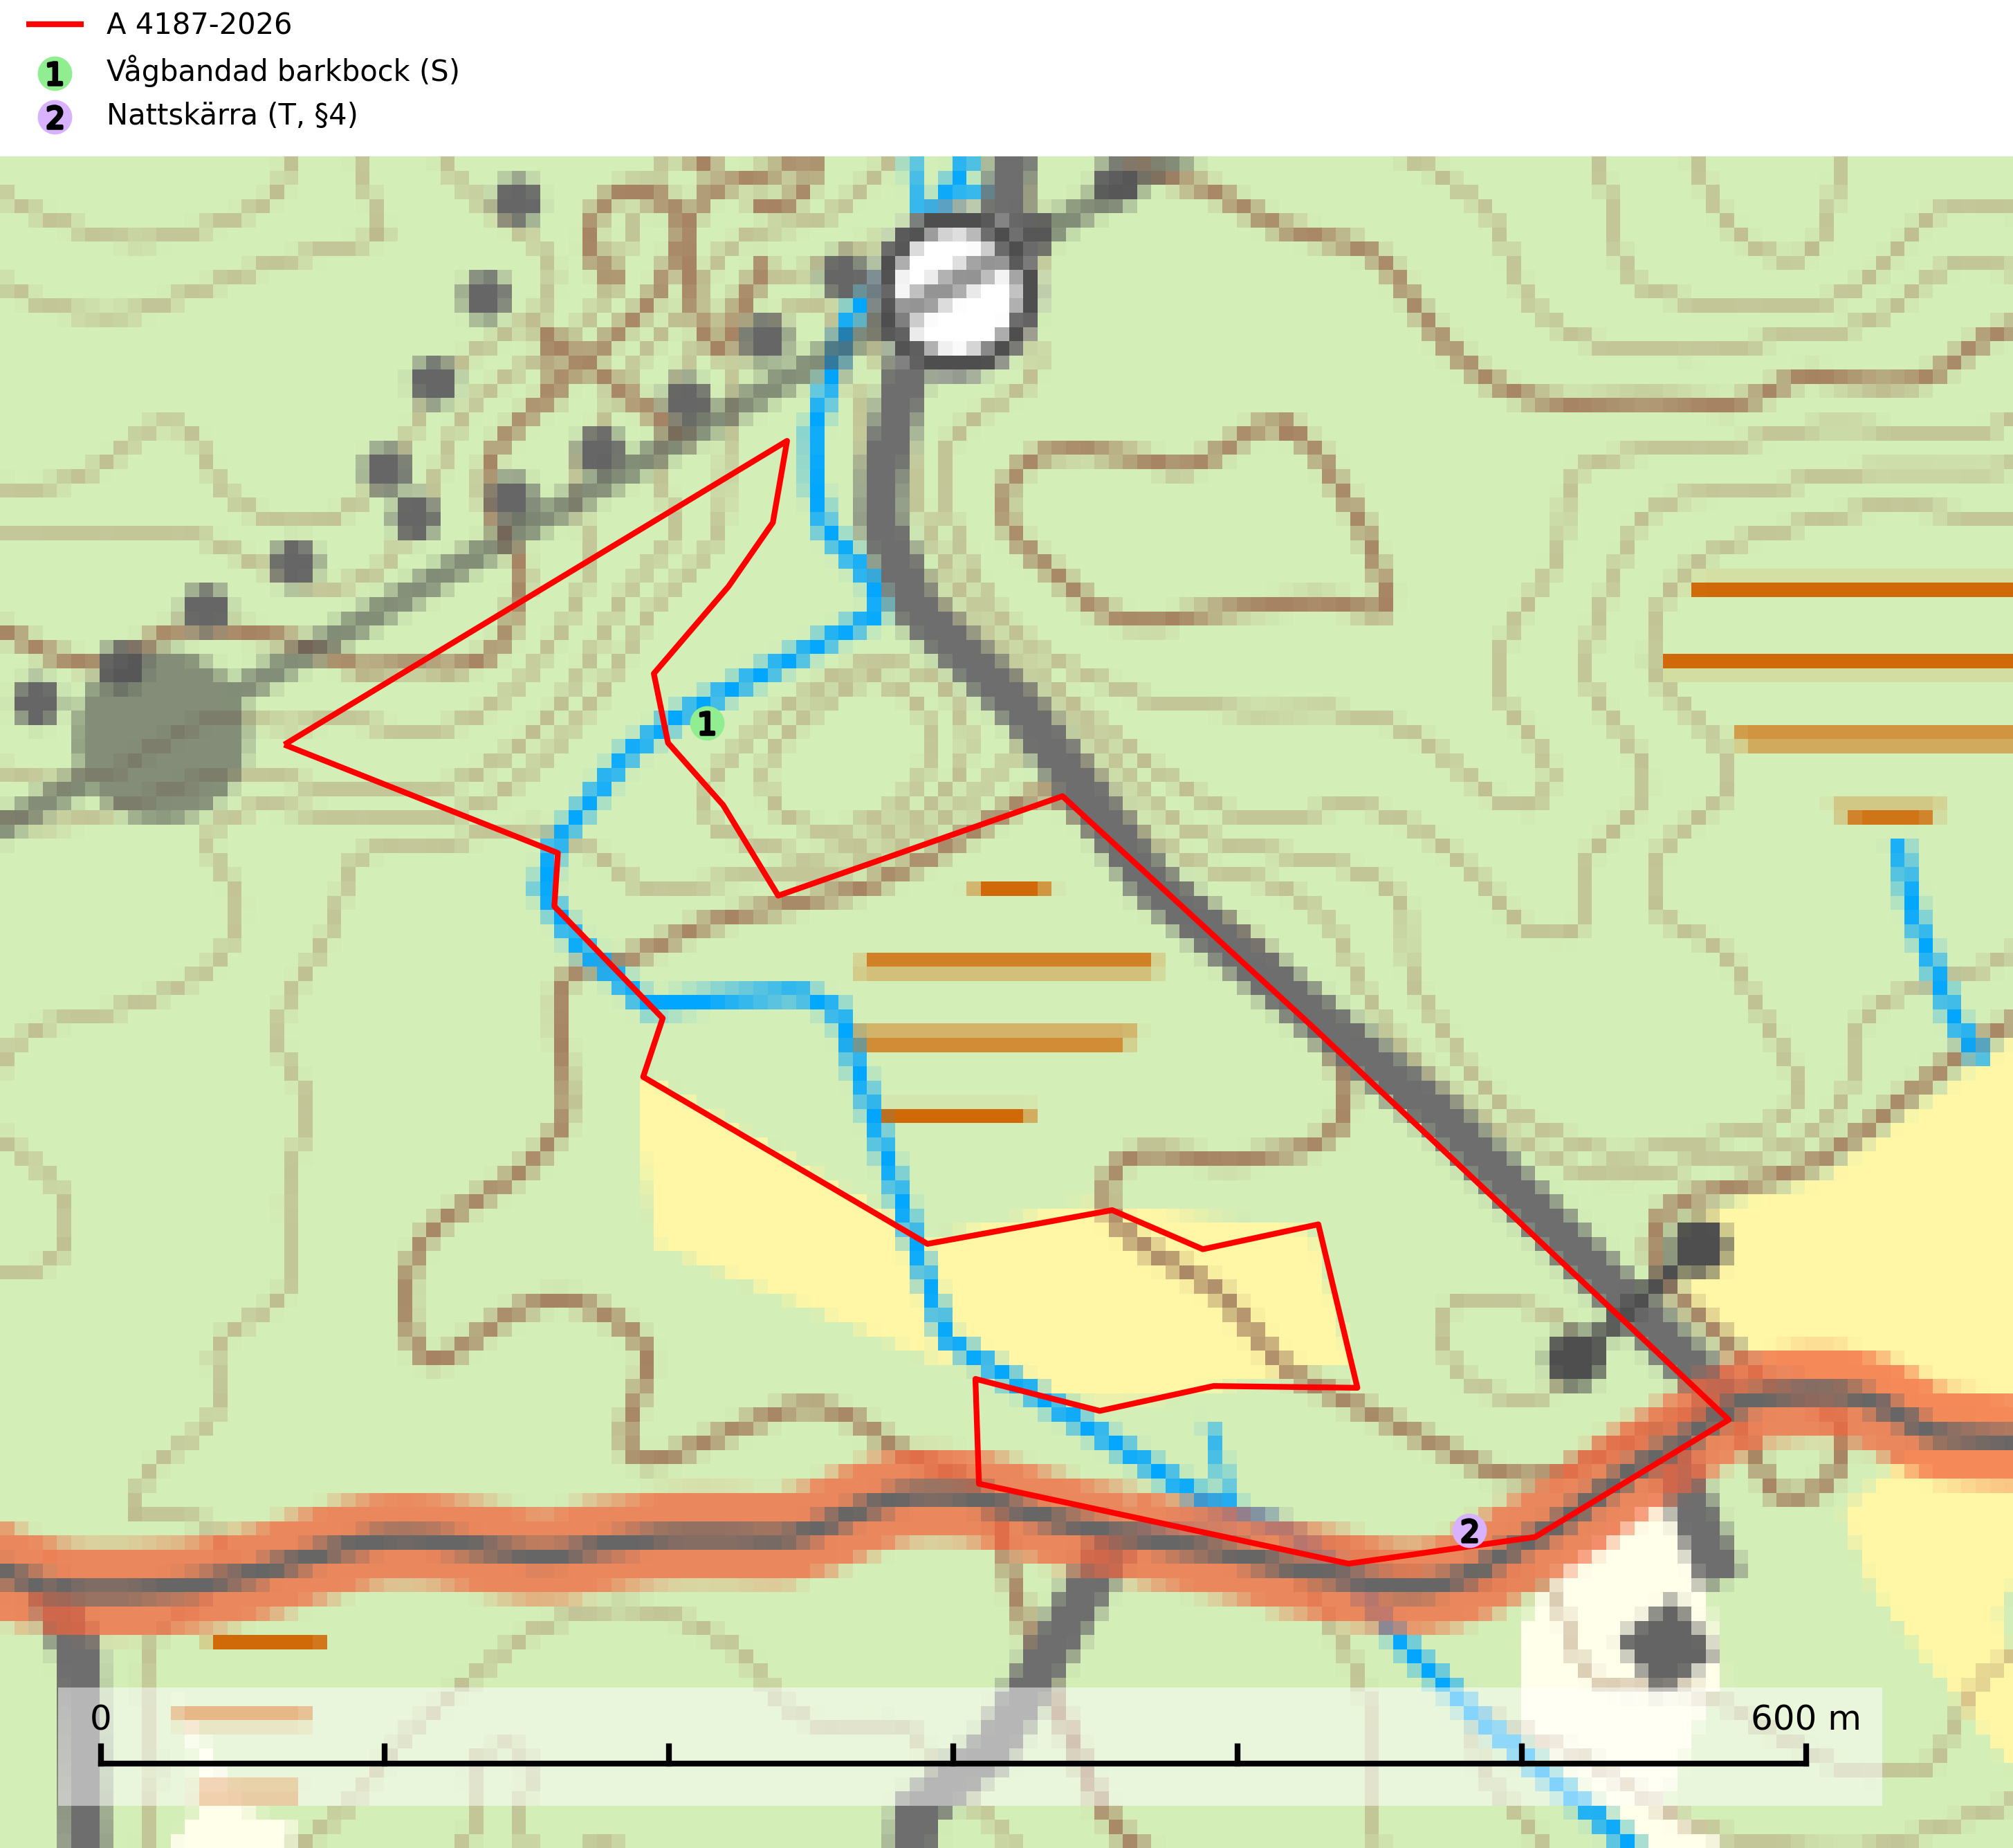 A 4187-2026
1 Vågbandad barkbock (S)
2 Nattskärra (T, §4)
1
2
0 600 m